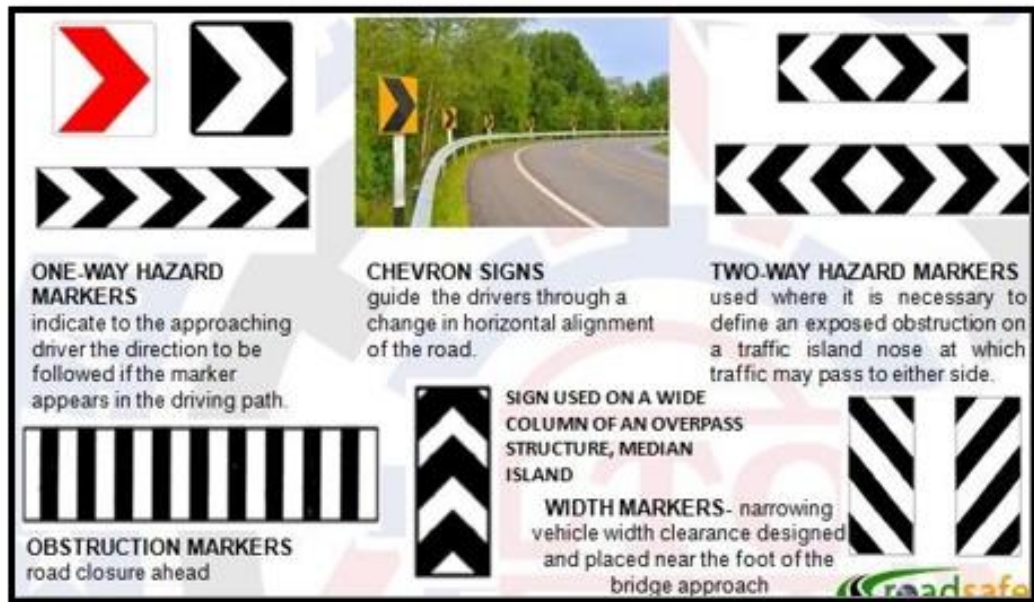 ONE-WAY HAZARD
MARKERS
indicate to the approaching
driver the direction to be
followed if the marker
appears in the driving path.
CHEVRON SIGNS
guide the drivers through a
change in horizontal alignment
of the road.
TWO-WAY HAZARD MARKERS
used where it is necessary to
define an exposed obstruction on
a traffic island nose at which
traffic may pass to either side.
OBSTRUCTION MARKERS
road closure ahead
SIGN USED ON A WIDE
COLUMN OF AN OVERPASS
STRUCTURE, MEDIAN
ISLAND
WIDTH MARKERS- narrowing
vehicle width clearance designed
and placed near the foot of the
bridge approach
roadsafe
LTO